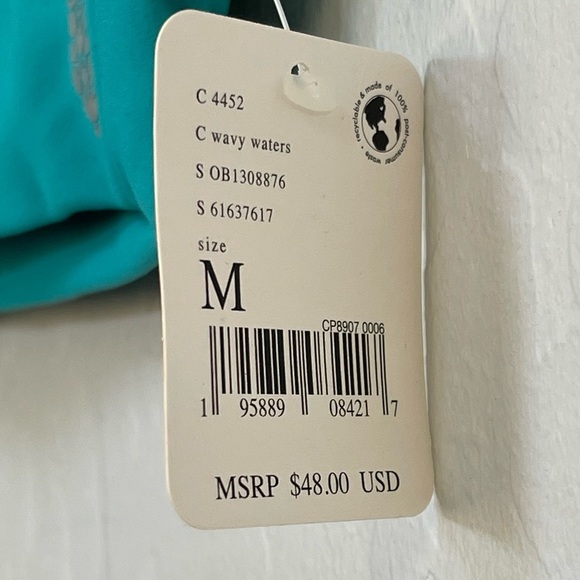 C 4452
C wavy waters
S OB1308876
S 61637617
size
M
CP8907 0006
1 95889 08421 7
MSRP $48.00 USD
recyclable & made of 100% post-consumer waste